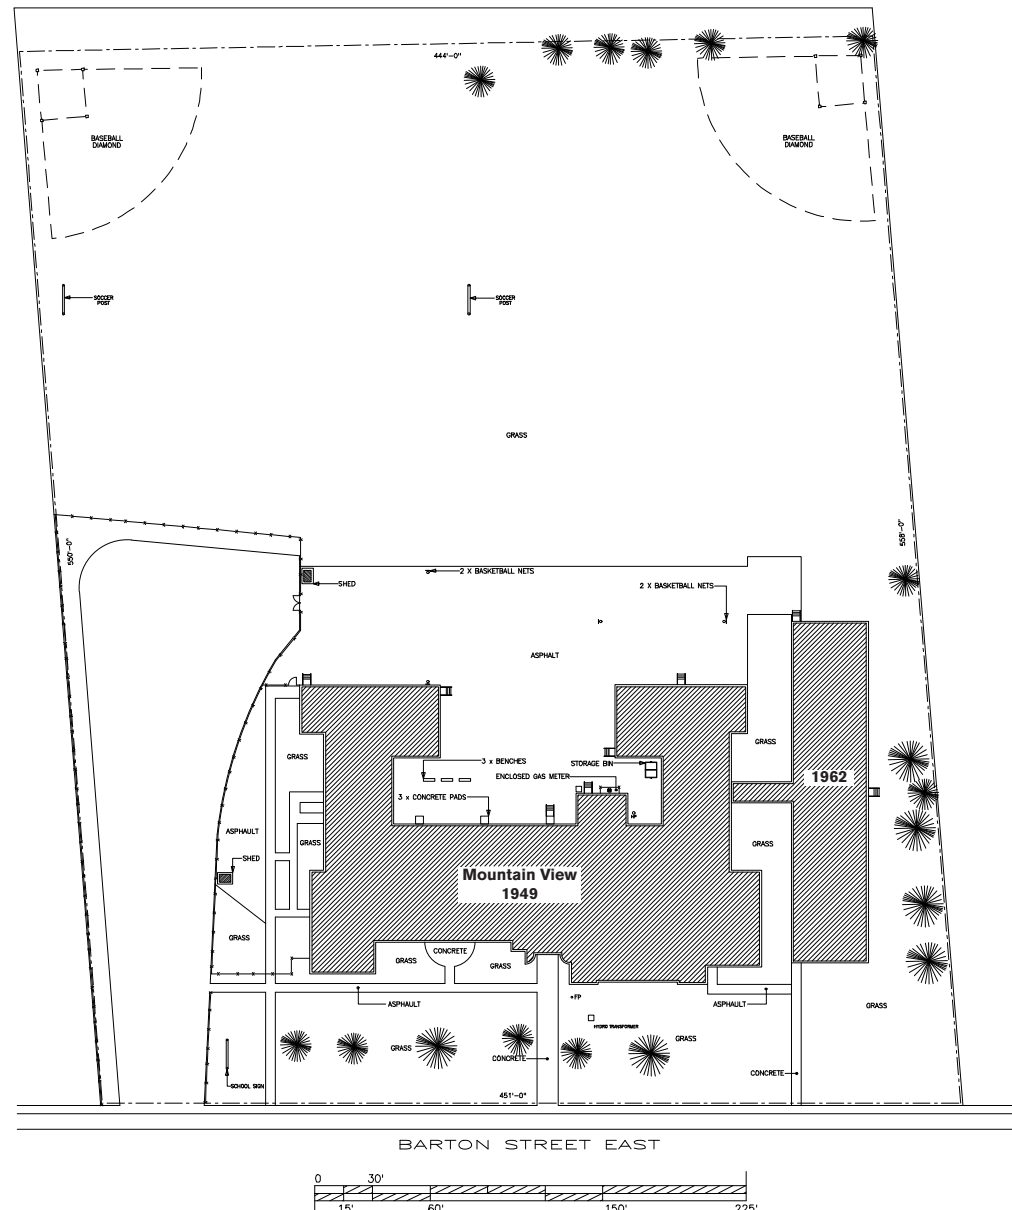 444'-0"
BASEBALL
DIAMOND
BASEBALL
DIAMOND
SOCCER
POST
SOCCER
POST
GRASS
550'-0"
558'-0"
2 X BASKETBALL NETS
SHED
2 X BASKETBALL NETS
ASPHALT
GRASS
3 x BENCHES
STORAGE BIN
ENCLOSED GAS METER
GRASS
1962
3 x CONCRETE PADS
ASPHAULT
GRASS
GRASS
SHED
Mountain View
1949
GRASS
CONCRETE
GRASS
GRASS
FP
ASPHAULT
ASPHAULT
GRASS
HYDRO TRANSFORMER
GRASS
GRASS
CONCRETE
CONCRETE
SCHOOL SIGN
451'-0"
BARTON STREET EAST
0 30'
15' 60' 150' 225'